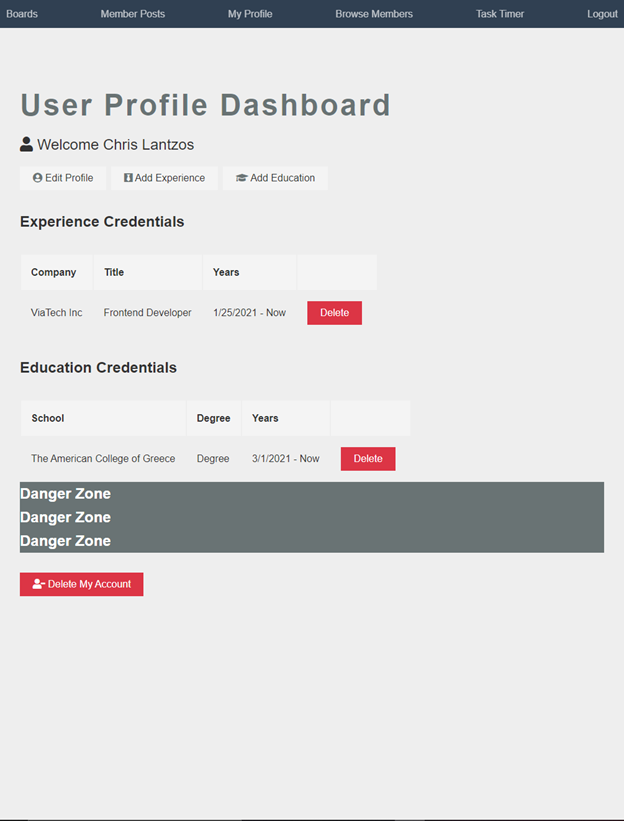 Boards Member Posts My Profile Browse Members Task Timer Logout
User Profile Dashboard
Welcome Chris Lantzos
Edit Profile Add Experience Add Education
Experience Credentials
Company Title Years
ViaTech Inc Frontend Developer 1/25/2021 - Now Delete
Education Credentials
School Degree Years
The American College of Greece Degree 3/1/2021 - Now Delete
Danger Zone
Danger Zone
Danger Zone
Delete My Account